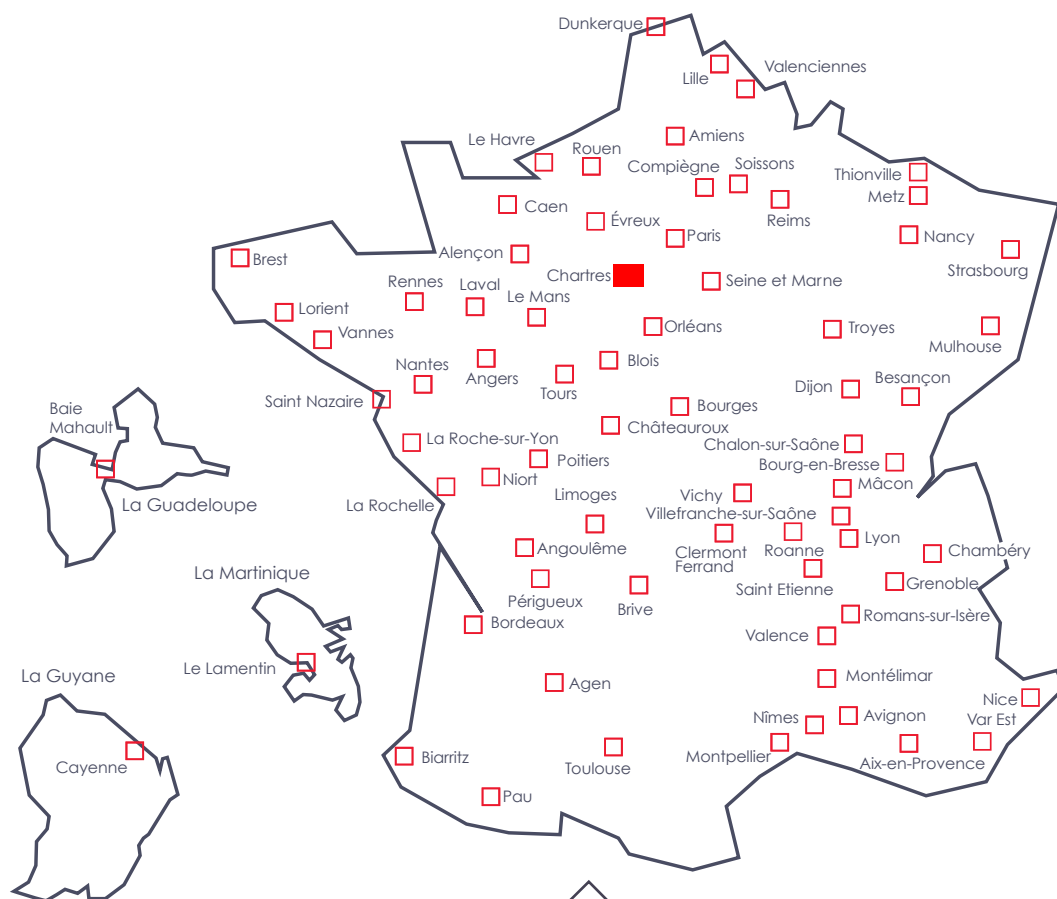 Dunkerque
Lille
Valenciennes
Amiens
Le Havre
Rouen
Compiègne
Soissons
Thionville
Metz
Reims
Caen
Évreux
Paris
Nancy
Strasbourg
Alençon
Brest
Chartres
Seine et Marne
Rennes
Laval
Le Mans
Lorient
Vannes
Orléans
Troyes
Mulhouse
Nantes
Angers
Tours
Blois
Dijon
Besançon
Saint Nazaire
Bourges
Châteauroux
Baie
Mahault
La Guadeloupe
La Roche-sur-Yon
Poitiers
Chalon-sur-Saône
Bourg-en-Bresse
Mâcon
Niort
La Rochelle
Limoges
Vichy
Villefranche-sur-Saône
Lyon
Angoulême
Clermont
Ferrand
Roanne
Chambéry
Saint Etienne
Grenoble
La Martinique
Périgueux
Brive
Bordeaux
Romans-sur-Isère
Valence
Le Lamentin
La Guyane
Agen
Montélimar
Nice
Var Est
Nîmes
Avignon
Cayenne
Biarritz
Toulouse
Montpellier
Aix-en-Provence
Pau